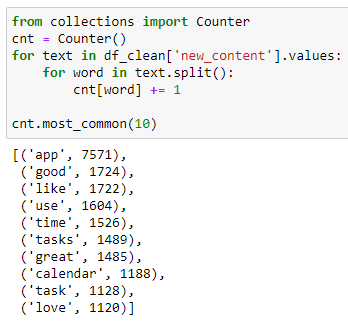 from collections import Counter
cnt = Counter()
for text in df_clean['new_content'].values:
    for word in text.split():
        cnt[word] += 1

cnt.most_common(10)
[('app', 7571),
 ('good', 1724),
 ('like', 1722),
 ('use', 1604),
 ('time', 1526),
 ('tasks', 1489),
 ('great', 1485),
 ('calendar', 1188),
 ('task', 1128),
 ('love', 1120)]